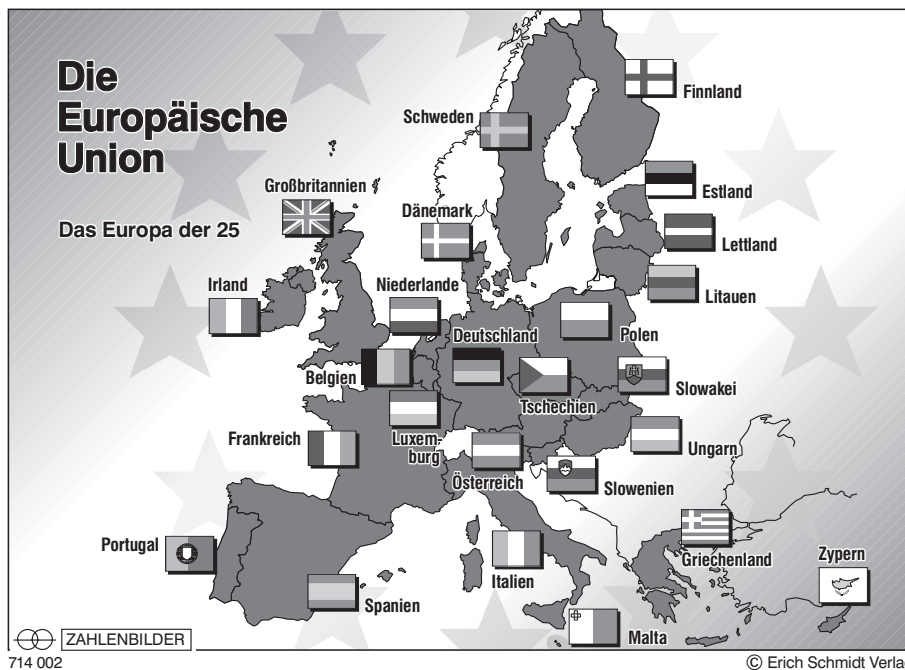 Die
Europäische
Union
Das Europa der 25
Finnland
Schweden
Estland
Großbritannien
Dänemark
Lettland
Irland
Niederlande
Litauen
Deutschland
Polen
Belgien
Slowakei
Tschechien
Frankreich
Luxem-
burg
Ungarn
Österreich
Slowenien
Portugal
Griechenland
Zypern
Italien
Spanien
Malta
ZAHLENBILDER
714 002
© Erich Schmidt Verla